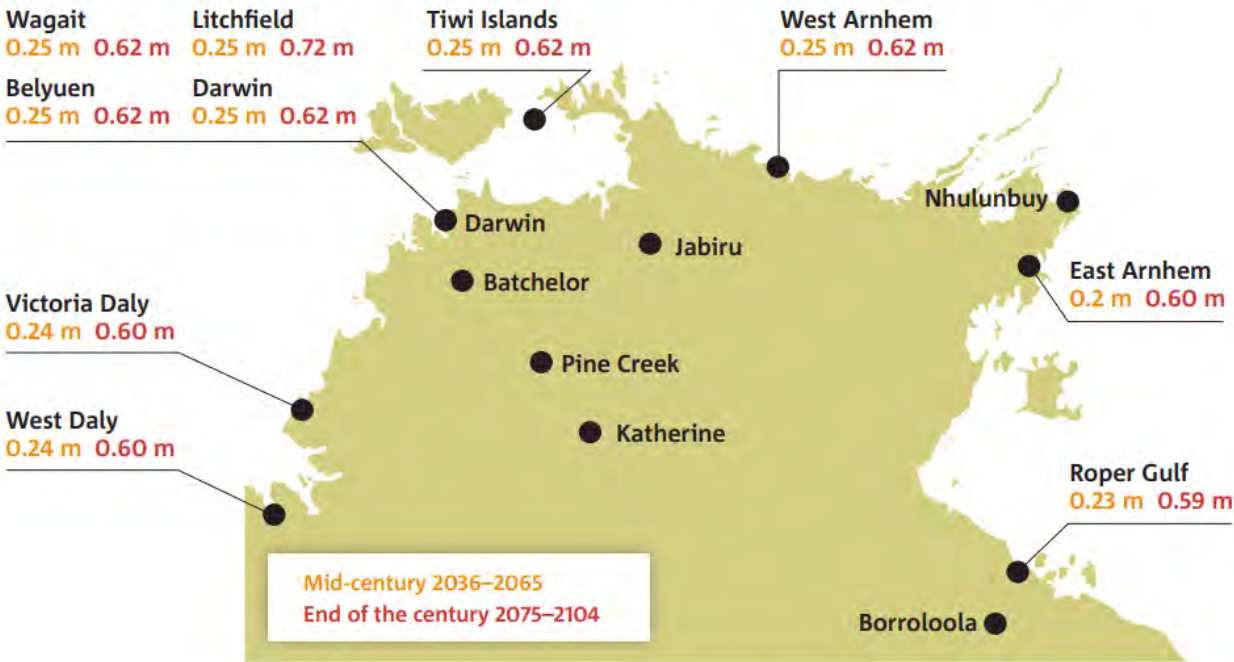 Wagait
0.25 m 0.62 m
Litchfield
0.25 m 0.72 m
Tiwi Islands
0.25 m 0.62 m
West Arnhem
0.25 m 0.62 m
Belyuen
0.25 m 0.62 m
Darwin
0.25 m 0.62 m
Nhulunbuy
Darwin
Jabiru
Batchelor
East Arnhem
0.2 m 0.60 m
Victoria Daly
0.24 m 0.60 m
Pine Creek
West Daly
0.24 m 0.60 m
Katherine
Roper Gulf
0.23 m 0.59 m
Mid-century 2036–2065
End of the century 2075–2104
Borroloola